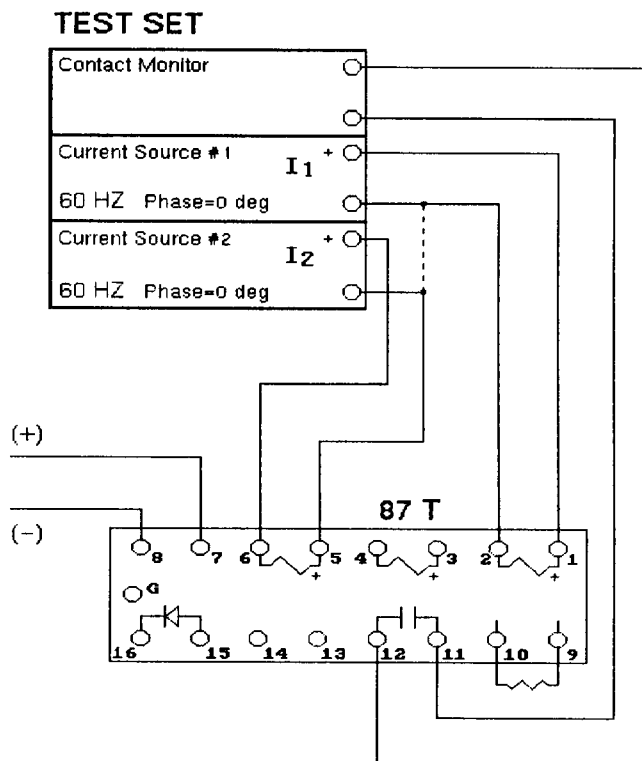 TEST SET
Contact Monitor
Current Source #1
I1 +
60 HZ Phase=0 deg
Current Source #2
I2 +
60 HZ Phase=0 deg
(+)
(-)
87 T
8 7 6 + 5 4 + 3 2 + 1
G
16 15 14 13 12 11 10 9